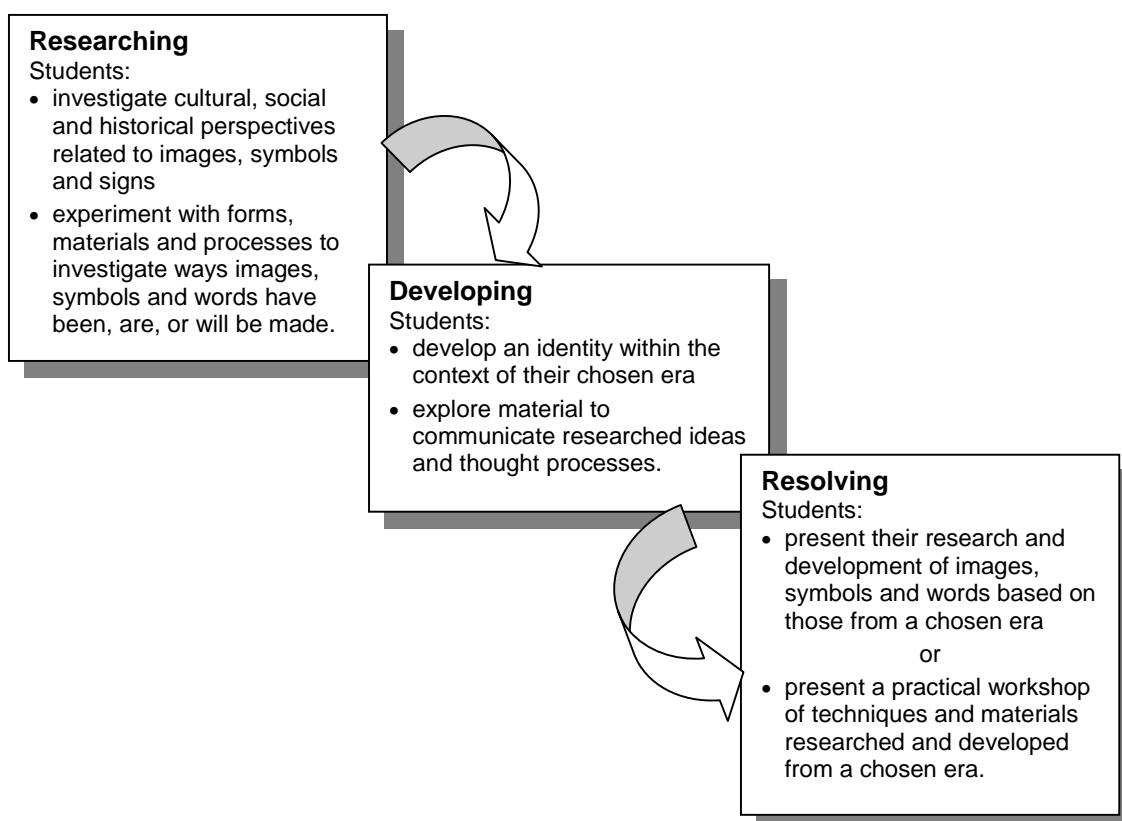 Researching
Students:
• investigate cultural, social
and historical perspectives
related to images, symbols
and signs
• experiment with forms,
materials and processes to
investigate ways images,
symbols and words have
been, are, or will be made.
Developing
Students:
• develop an identity within the
context of their chosen era
• explore material to
communicate researched ideas
and thought processes.
Resolving
Students:
• present their research and
development of images,
symbols and words based on
those from a chosen era
or
• present a practical workshop
of techniques and materials
researched and developed
from a chosen era.